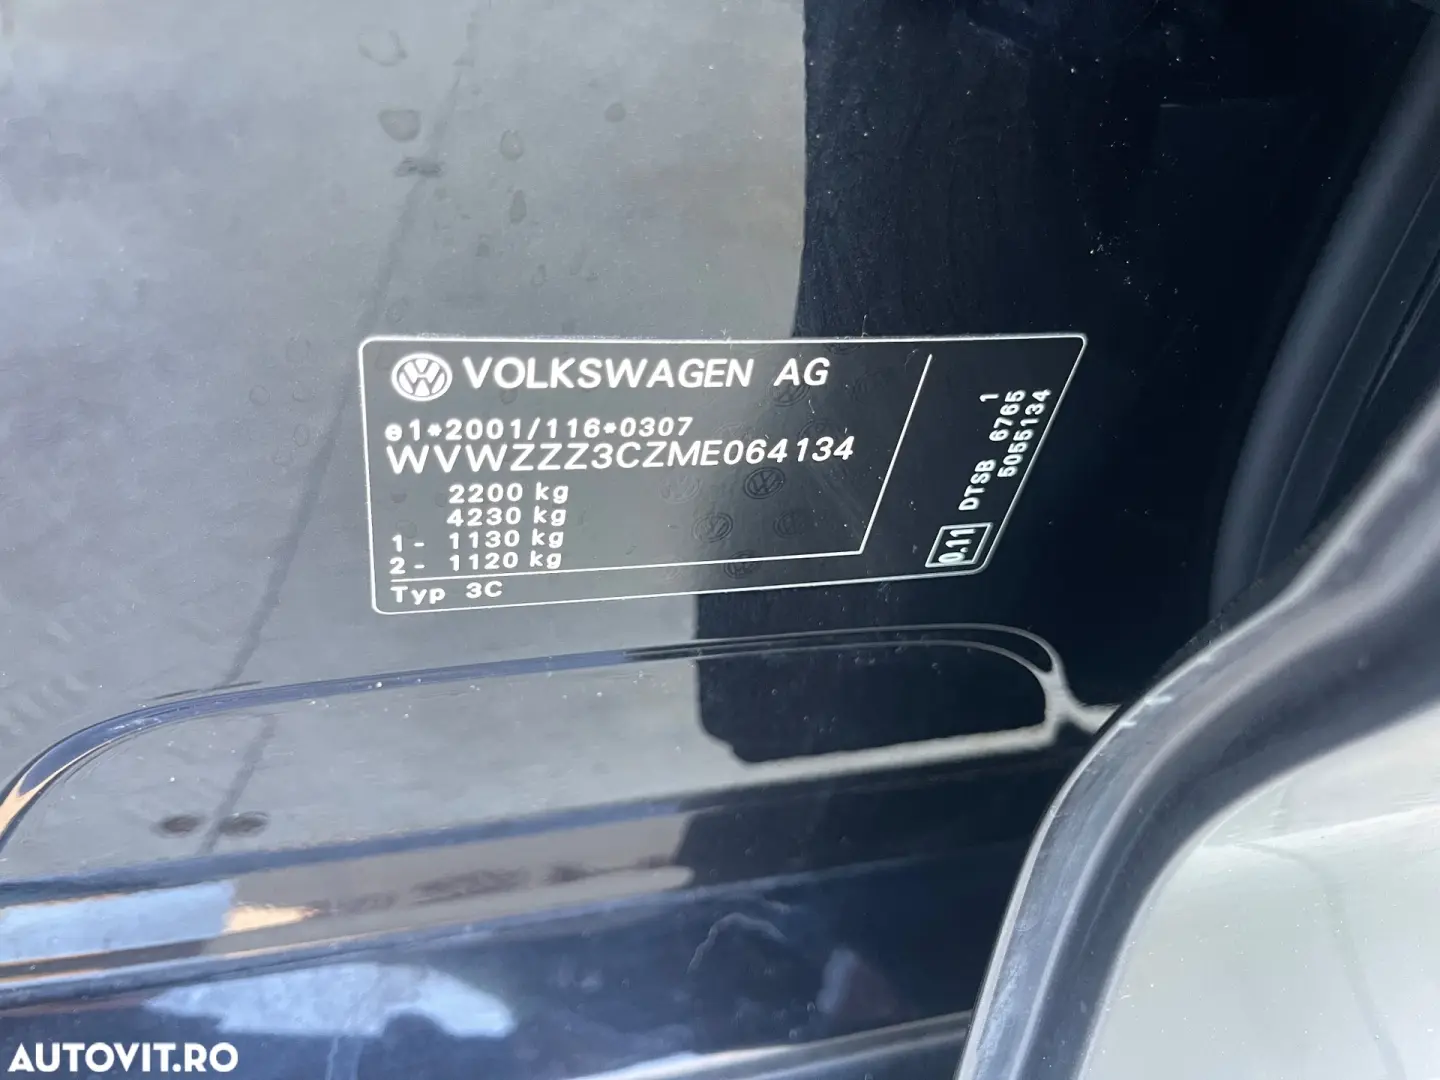 VOLKSWAGEN AG
e1*2001/116*0307
WVWZZZ3CZME064134
2200 kg
4230 kg
1- 1130 kg
2- 1120 kg
Typ 3C
1
DTSB 6765
5055134
0.11
AUTOVIT.RO